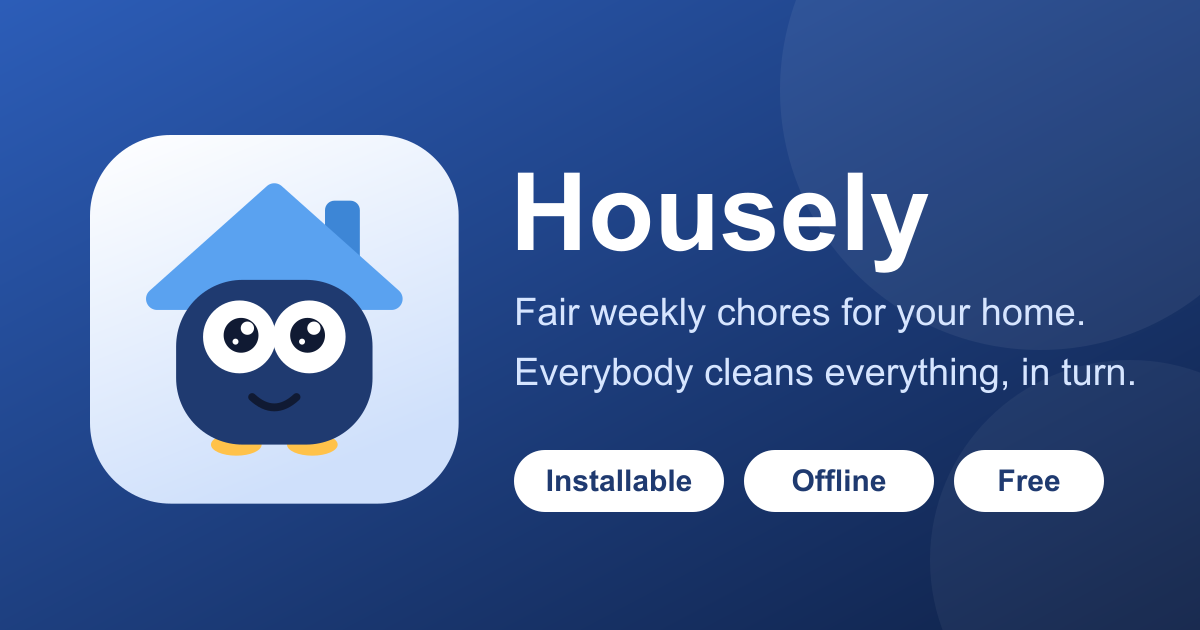 Housely
Fair weekly chores for your home.
Everybody cleans everything, in turn.
Installable
Offline
Free